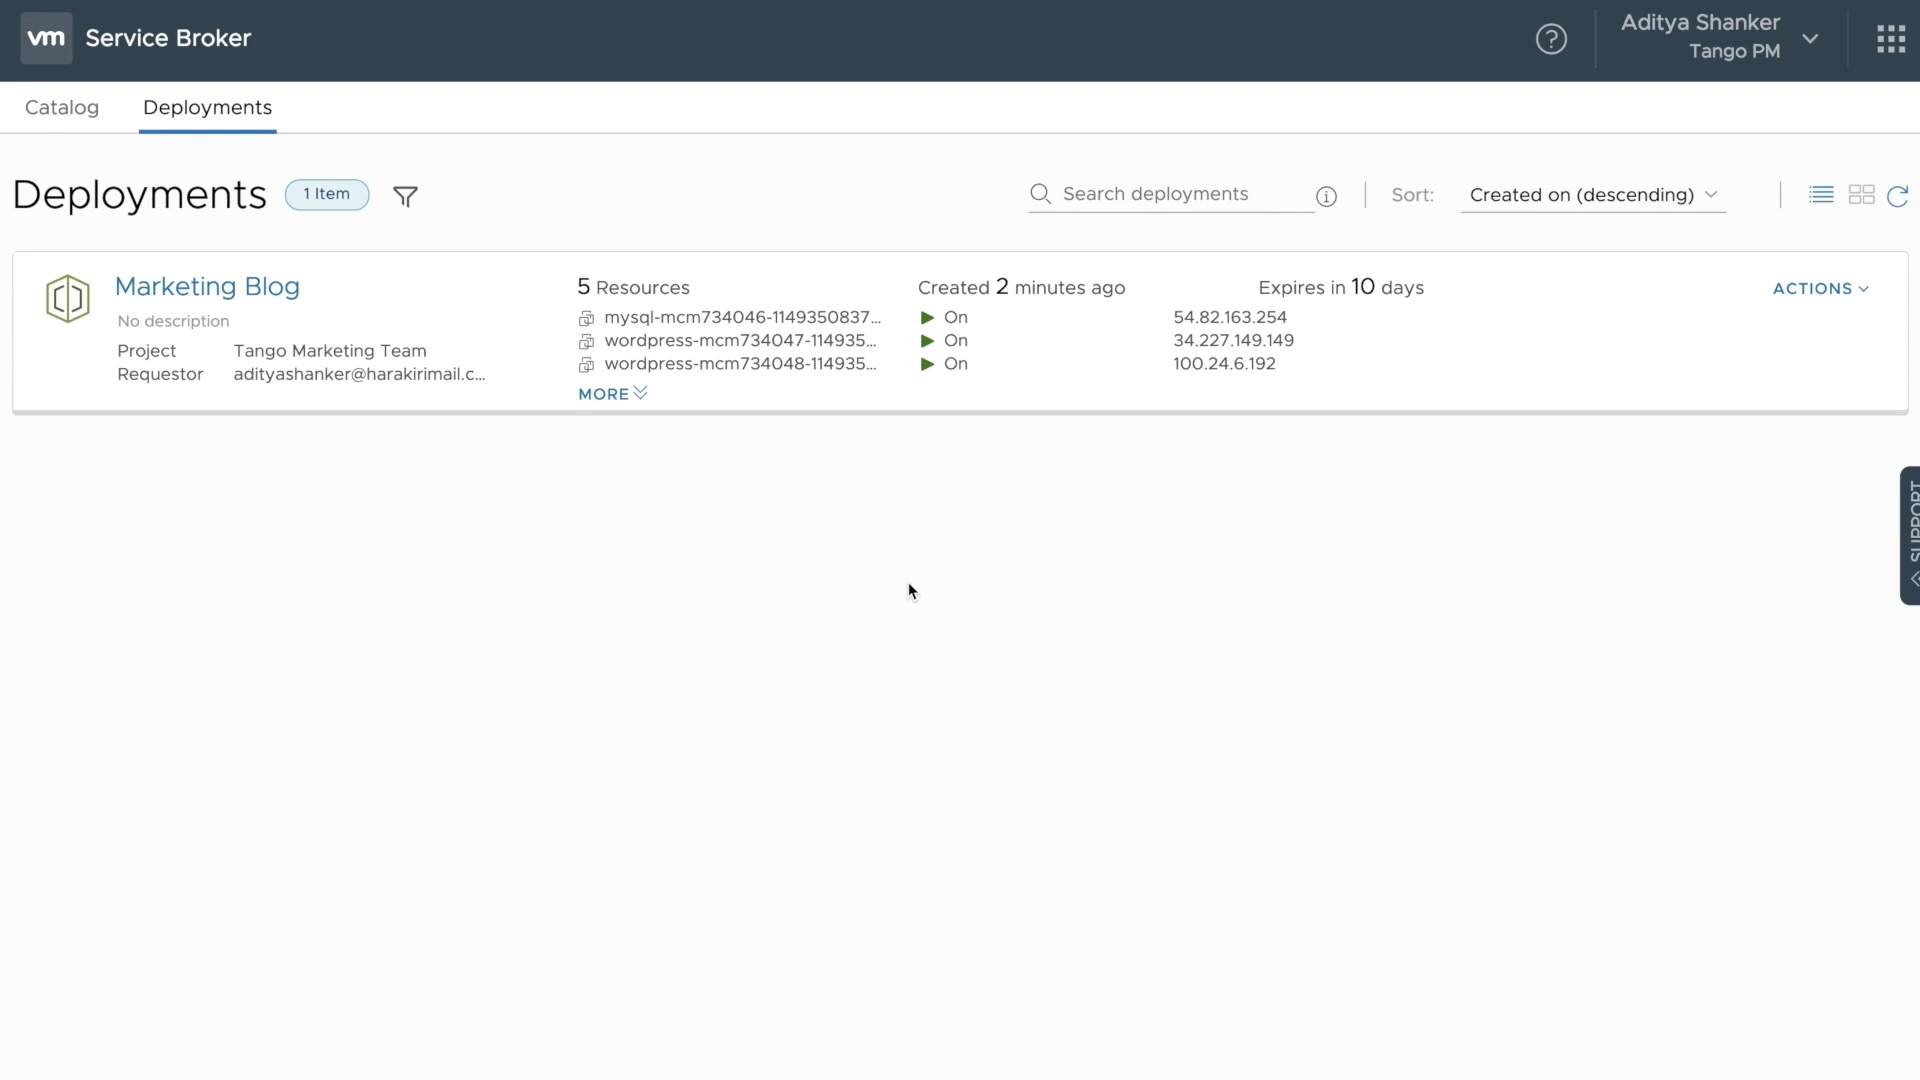 vm Service Broker
Aditya Shanker
Tango PM
Catalog Deployments
Deployments 1 Item
Search deployments
Sort: Created on (descending)
Marketing Blog
No description
Project Tango Marketing Team
Requestor adityashanker@harakirimail.c...
5 Resources Created 2 minutes ago Expires in 10 days
mysql-mcm734046-1149350837... On 54.82.163.254
wordpress-mcm734047-114935... On 34.227.149.149
wordpress-mcm734048-114935... On 100.24.6.192
MORE
ACTIONS
SUPPORT